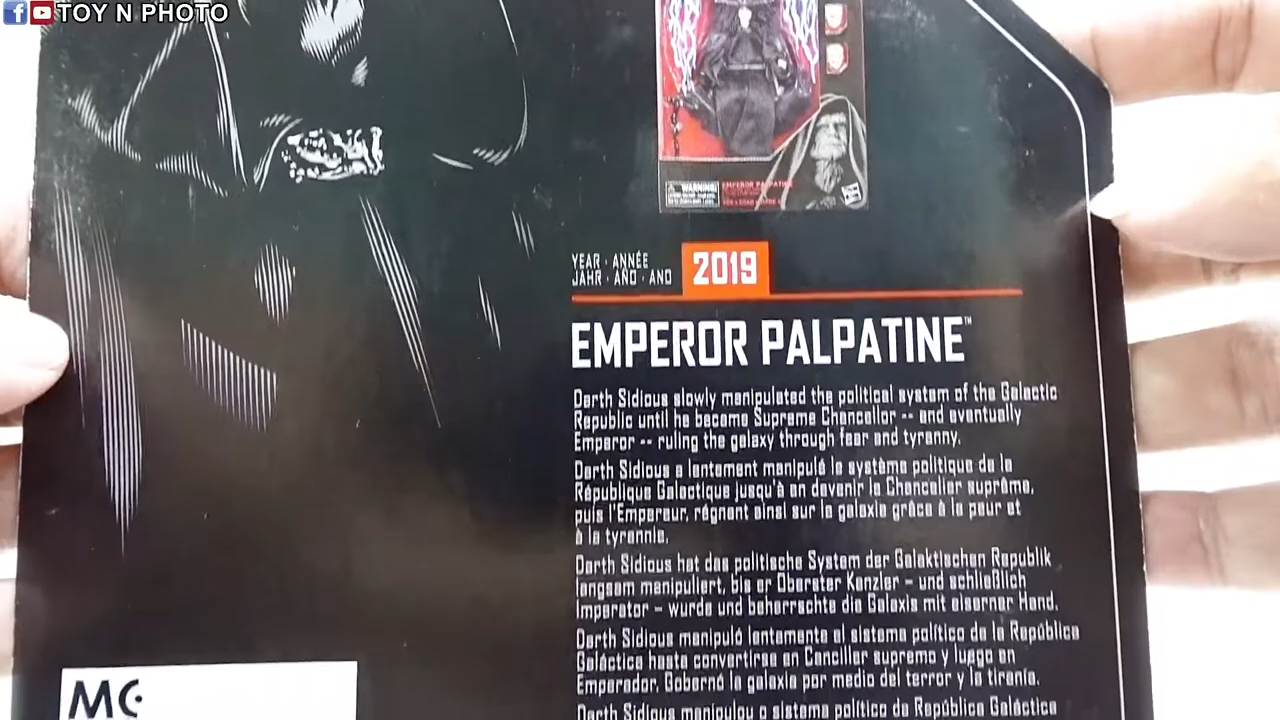 TOY N PHOTO
WARNING:
EMPEROR PALPATINE
YEAR · ANNÉE
JAHR · AÑO · ANO
2019
EMPEROR PALPATINE™
Darth Sidious slowly manipulated the political system of the Galactic
Republic until he became Supreme Chancellor -- and eventually
Emperor -- ruling the galaxy through fear and tyranny.
Darth Sidious a lentement manipulé le système politique de la
République Galactique jusqu'à en devenir le Chancelier suprême,
puis l'Empereur, régnant ainsi sur la galaxie grâce à la peur et
à la tyrannie.
Darth Sidious hat das politische System der Galaktischen Republik
langsam manipuliert, bis er Oberster Kanzler – und schließlich
Imperator – wurde und beherrschte die Galaxis mit eiserner Hand.
Darth Sidious manipuló lentamente el sistema político de la República
Galáctica hasta convertirse en Canciller supremo y luego en
Emperador. Gobernó la galaxia por medio del terror y la tiranía.
Darth Sidious manipulou o sistema político da República Galáctica
MC